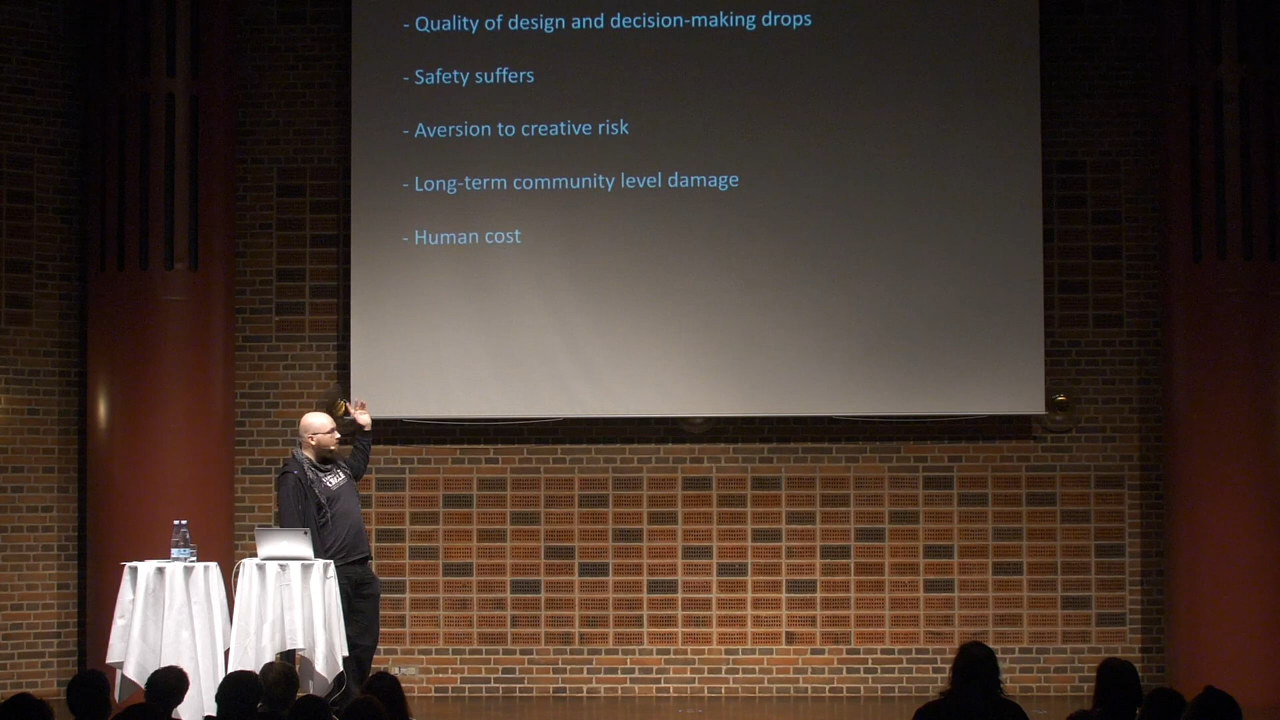 - Quality of design and decision-making drops
- Safety suffers
- Aversion to creative risk
- Long-term community level damage
- Human cost